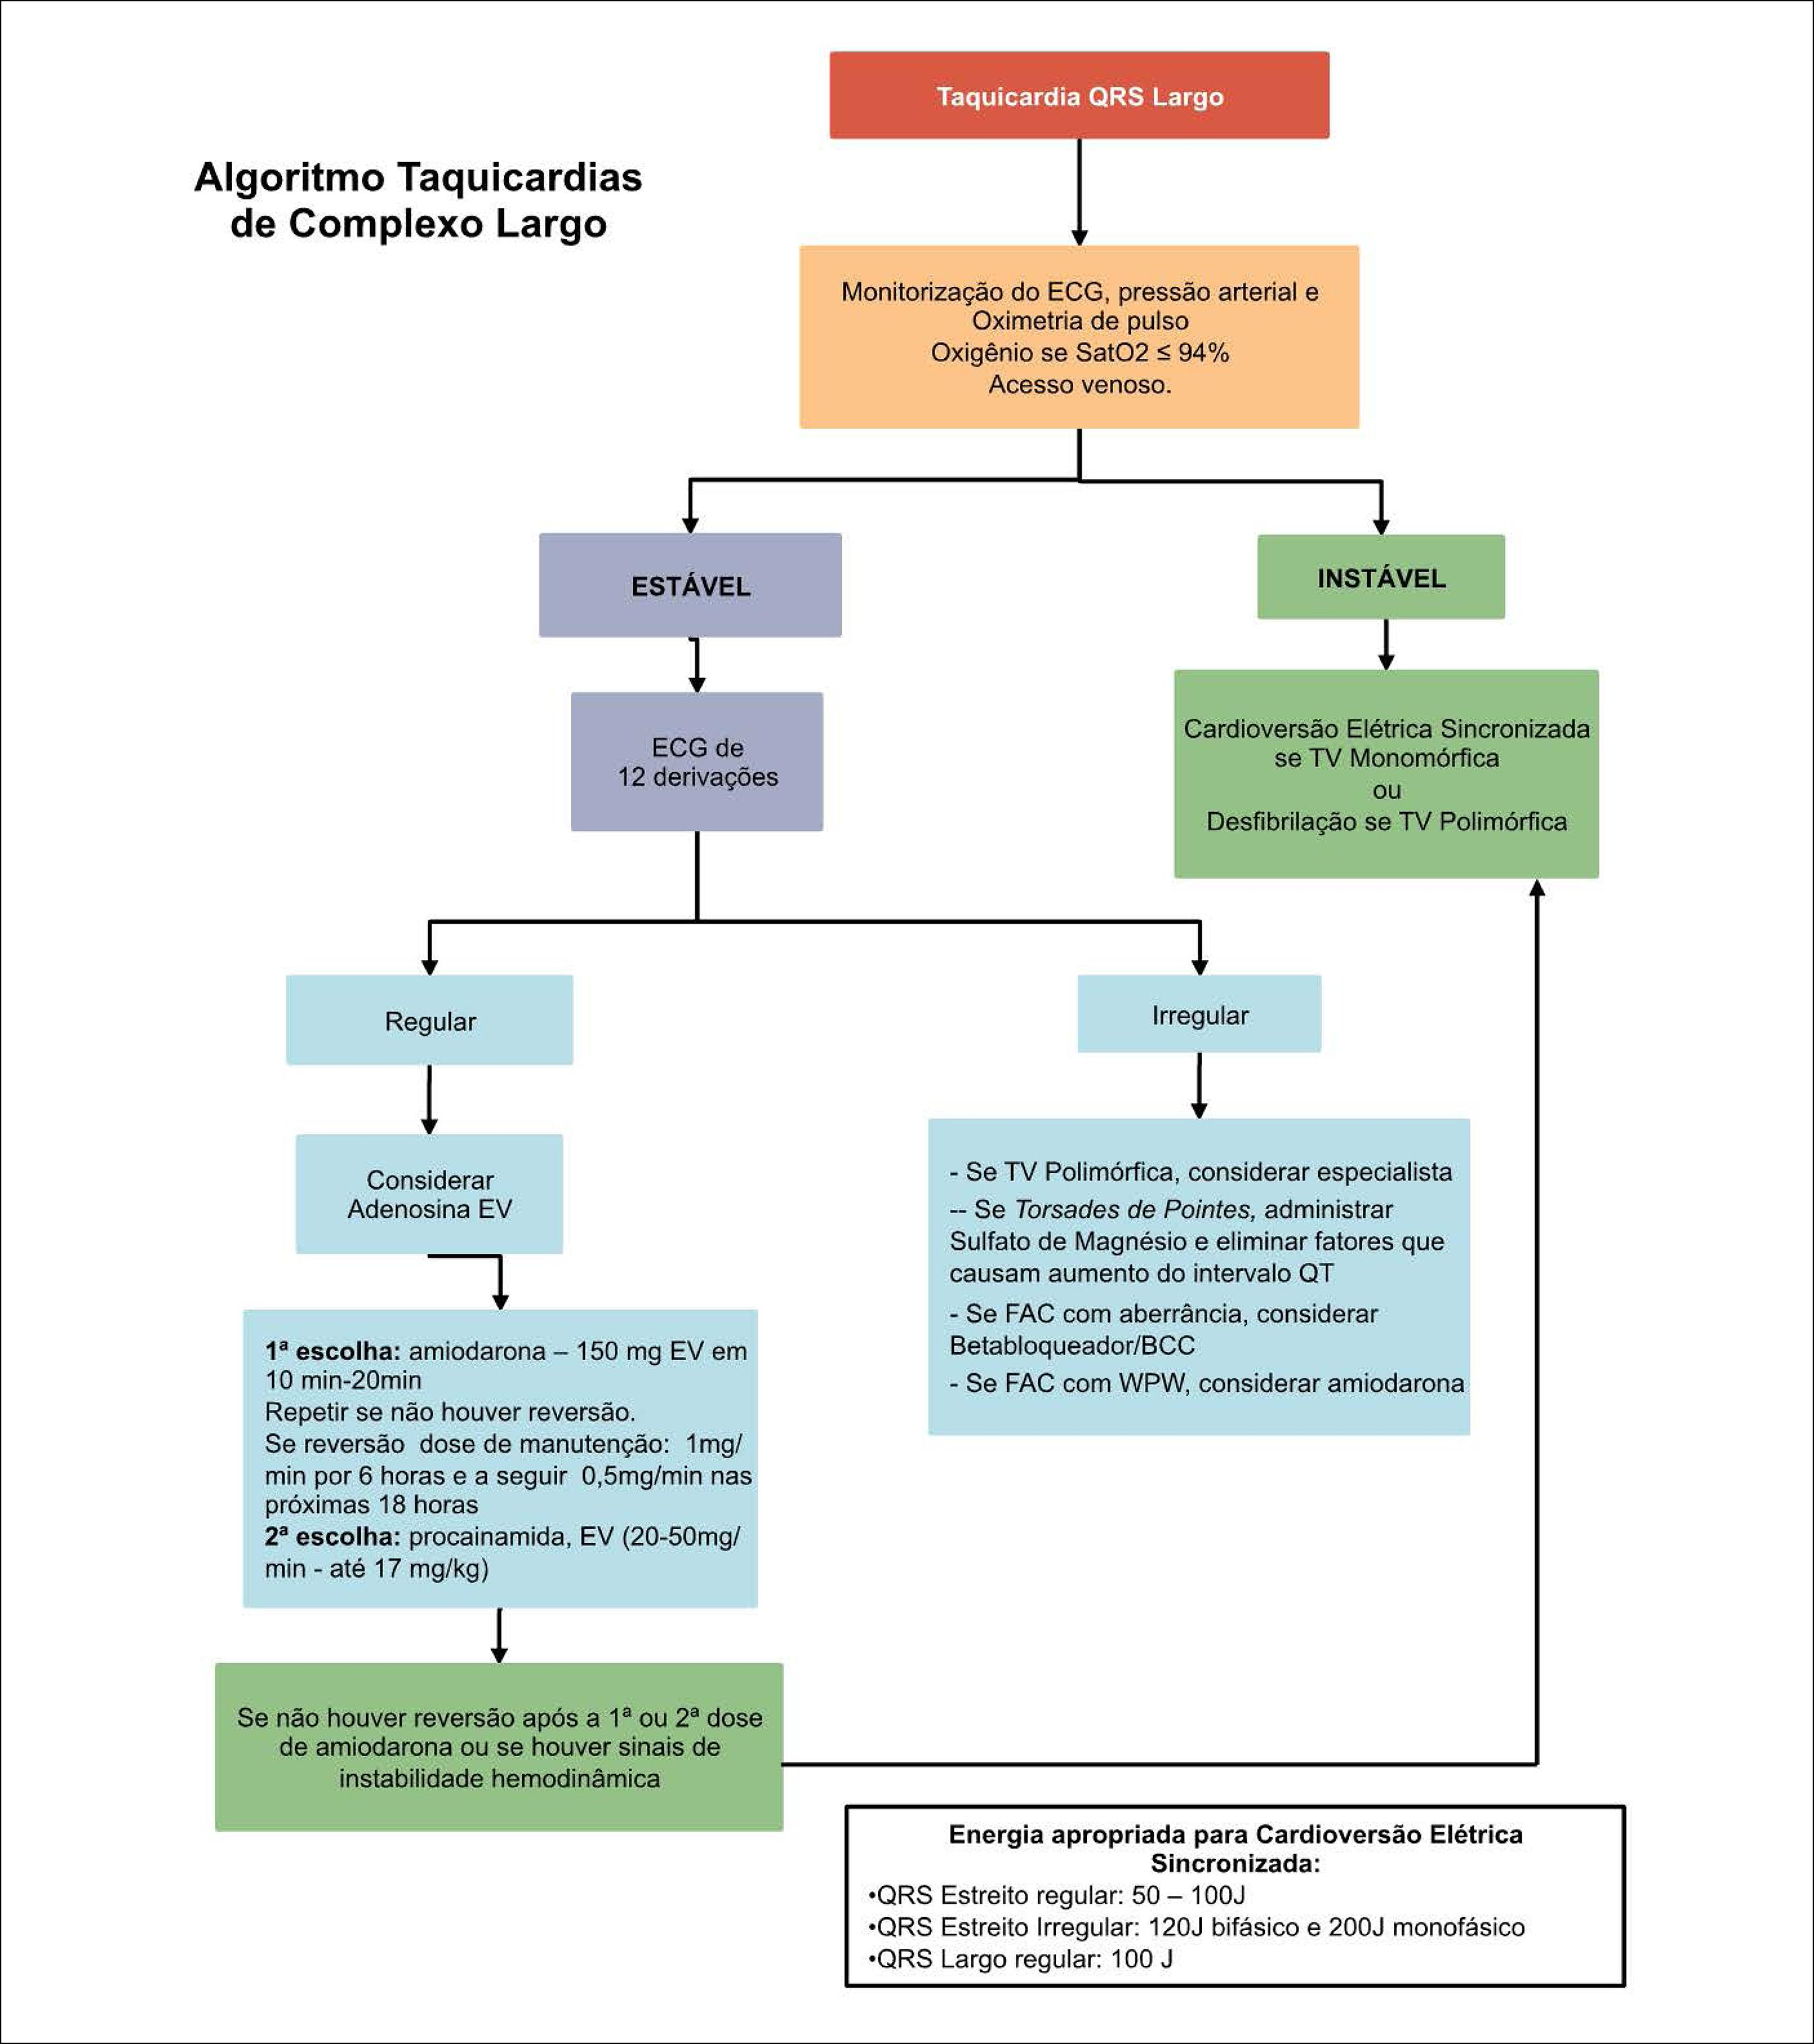 Taquicardia QRS Largo
Algoritmo Taquicardias
de Complexo Largo
Monitorização do ECG, pressão arterial e
Oximetria de pulso
Oxigênio se SatO2 ≤ 94%
Acesso venoso.
ESTÁVEL
INSTÁVEL
ECG de
12 derivações
Cardioversão Elétrica Sincronizada
se TV Monomórfica
ou
Desfibrilação se TV Polimórfica
Regular
Irregular
Considerar
Adenosina EV
- Se TV Polimórfica, considerar especialista
-- Se Torsades de Pointes, administrar
Sulfato de Magnésio e eliminar fatores que
causam aumento do intervalo QT
- Se FAC com aberrância, considerar
Betabloqueador/BCC
- Se FAC com WPW, considerar amiodarona
1ª escolha: amiodarona – 150 mg EV em
10 min-20min
Repetir se não houver reversão.
Se reversão dose de manutenção: 1mg/
min por 6 horas e a seguir 0,5mg/min nas
próximas 18 horas
2ª escolha: procainamida, EV (20-50mg/
min - até 17 mg/kg)
Se não houver reversão após a 1ª ou 2ª dose
de amiodarona ou se houver sinais de
instabilidade hemodinâmica
Energia apropriada para Cardioversão Elétrica
Sincronizada:
•QRS Estreito regular: 50 – 100J
•QRS Estreito Irregular: 120J bifásico e 200J monofásico
•QRS Largo regular: 100 J